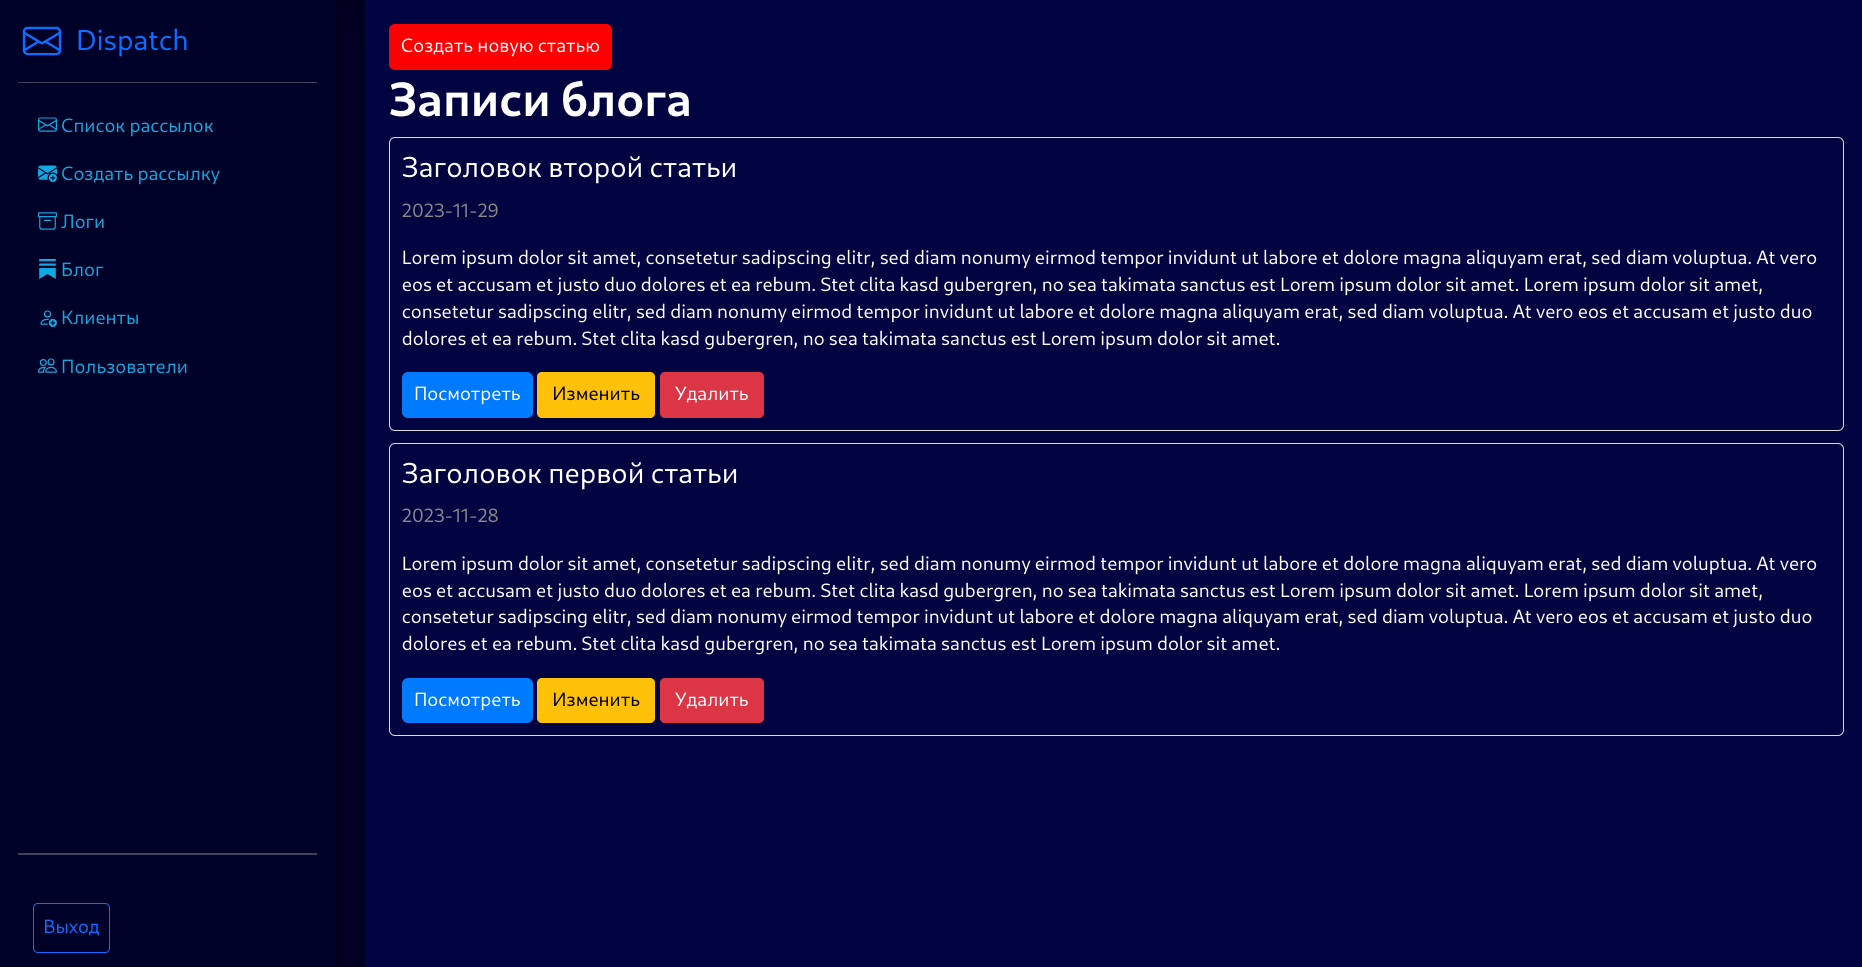 Dispatch
Список рассылок
Создать рассылку
Логи
Блог
Клиенты
Пользователи
Выход
Создать новую статью
Записи блога
Заголовок второй статьи
2023-11-29
Lorem ipsum dolor sit amet, consetetur sadipscing elitr, sed diam nonumy eirmod tempor invidunt ut labore et dolore magna aliquyam erat, sed diam voluptua. At vero
eos et accusam et justo duo dolores et ea rebum. Stet clita kasd gubergren, no sea takimata sanctus est Lorem ipsum dolor sit amet. Lorem ipsum dolor sit amet,
consetetur sadipscing elitr, sed diam nonumy eirmod tempor invidunt ut labore et dolore magna aliquyam erat, sed diam voluptua. At vero eos et accusam et justo duo
dolores et ea rebum. Stet clita kasd gubergren, no sea takimata sanctus est Lorem ipsum dolor sit amet.
Посмотреть Изменить Удалить
Заголовок первой статьи
2023-11-28
Lorem ipsum dolor sit amet, consetetur sadipscing elitr, sed diam nonumy eirmod tempor invidunt ut labore et dolore magna aliquyam erat, sed diam voluptua. At vero
eos et accusam et justo duo dolores et ea rebum. Stet clita kasd gubergren, no sea takimata sanctus est Lorem ipsum dolor sit amet. Lorem ipsum dolor sit amet,
consetetur sadipscing elitr, sed diam nonumy eirmod tempor invidunt ut labore et dolore magna aliquyam erat, sed diam voluptua. At vero eos et accusam et justo duo
dolores et ea rebum. Stet clita kasd gubergren, no sea takimata sanctus est Lorem ipsum dolor sit amet.
Посмотреть Изменить Удалить